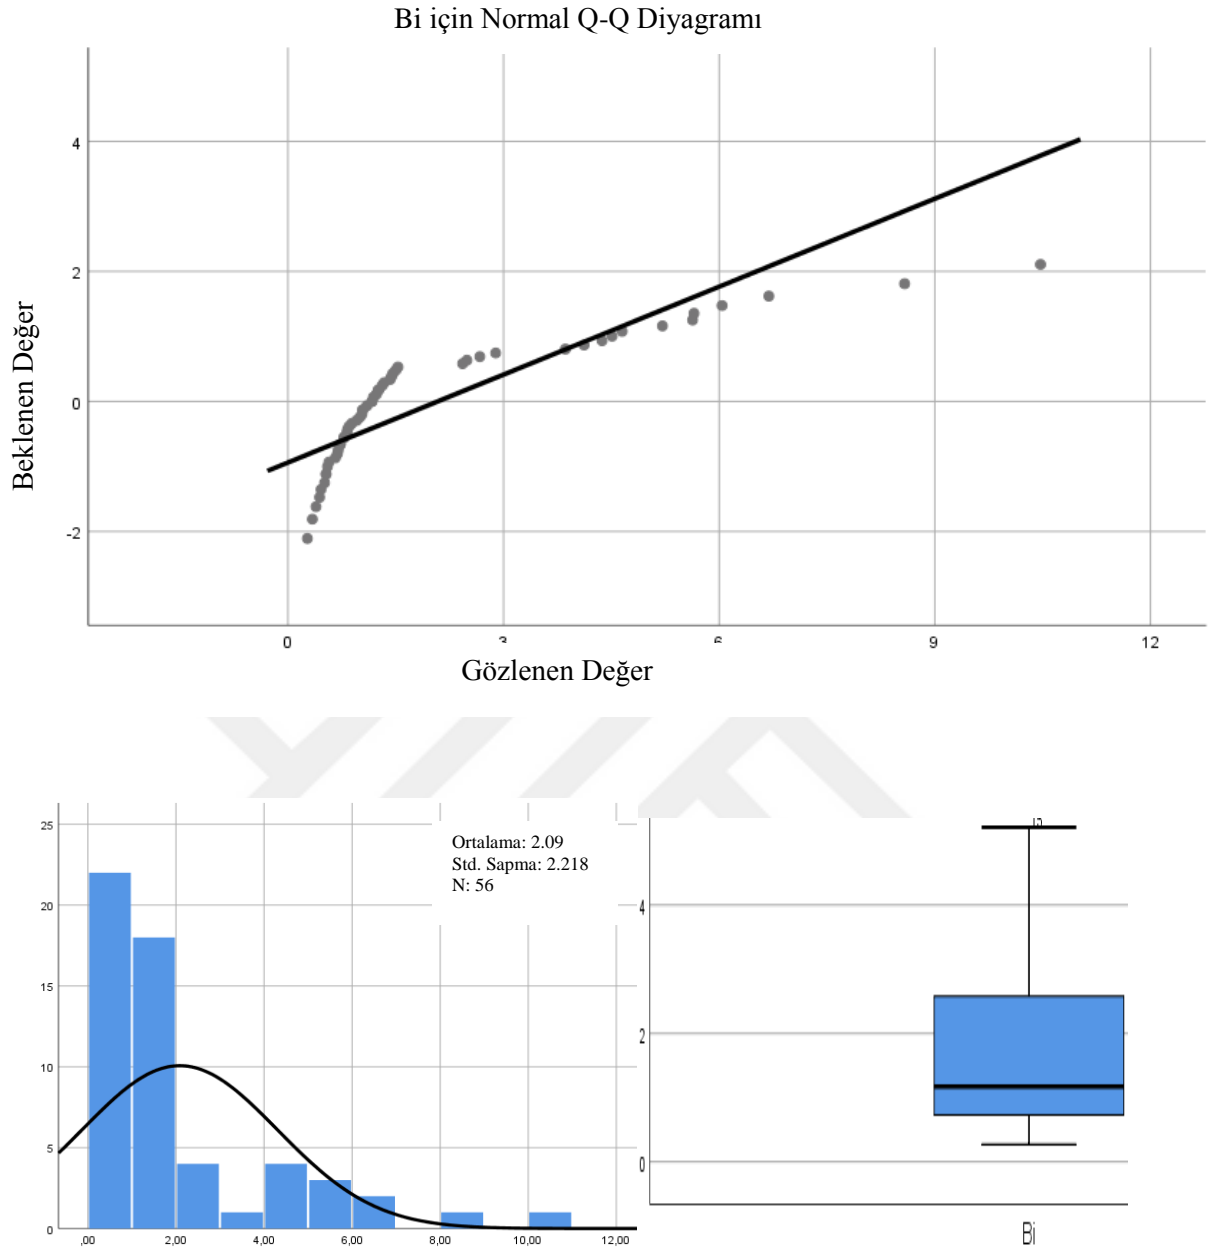 Bi için Normal Q-Q Diyagramı
4
2
0
-2
Beklenen Değer
0 3 6 9 12
Gözlenen Değer
25
20
15
10
5
0
,00 2,00 4,00 6,00 8,00 10,00 12,00
Ortalama: 2.09
Std. Sapma: 2.218
N: 56
4
2
0
Bi